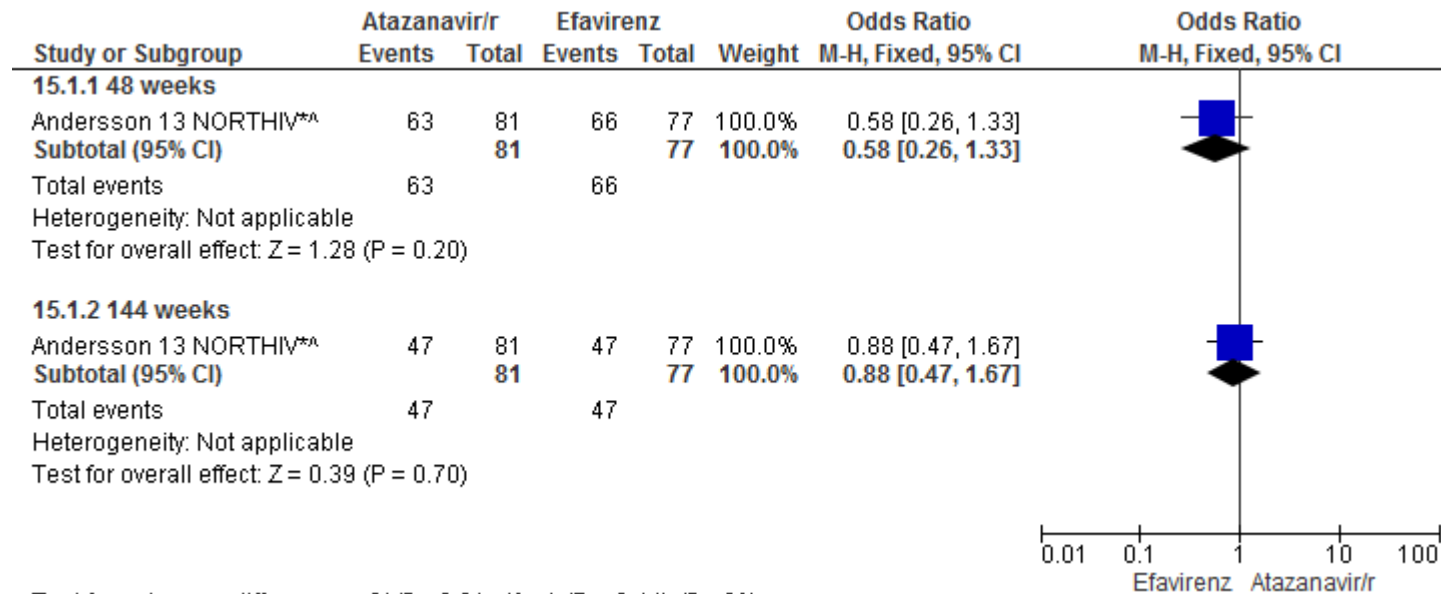 Atazanavir/r Efavirenz Odds Ratio Odds Ratio
Study or Subgroup Events Total Events Total Weight M-H, Fixed, 95% CI M-H, Fixed, 95% CI
15.1.1 48 weeks
Andersson 13 NORTHIV*^ 63 81 66 77 100.0% 0.58 [0.26, 1.33]
Subtotal (95% CI) 81 77 100.0% 0.58 [0.26, 1.33]
Total events 63 66
Heterogeneity: Not applicable
Test for overall effect: Z = 1.28 (P = 0.20)
15.1.2 144 weeks
Andersson 13 NORTHIV*^ 47 81 47 77 100.0% 0.88 [0.47, 1.67]
Subtotal (95% CI) 81 77 100.0% 0.88 [0.47, 1.67]
Total events 47 47
Heterogeneity: Not applicable
Test for overall effect: Z = 0.39 (P = 0.70)
0.01 0.1 1 10 100
Efavirenz Atazanavir/r